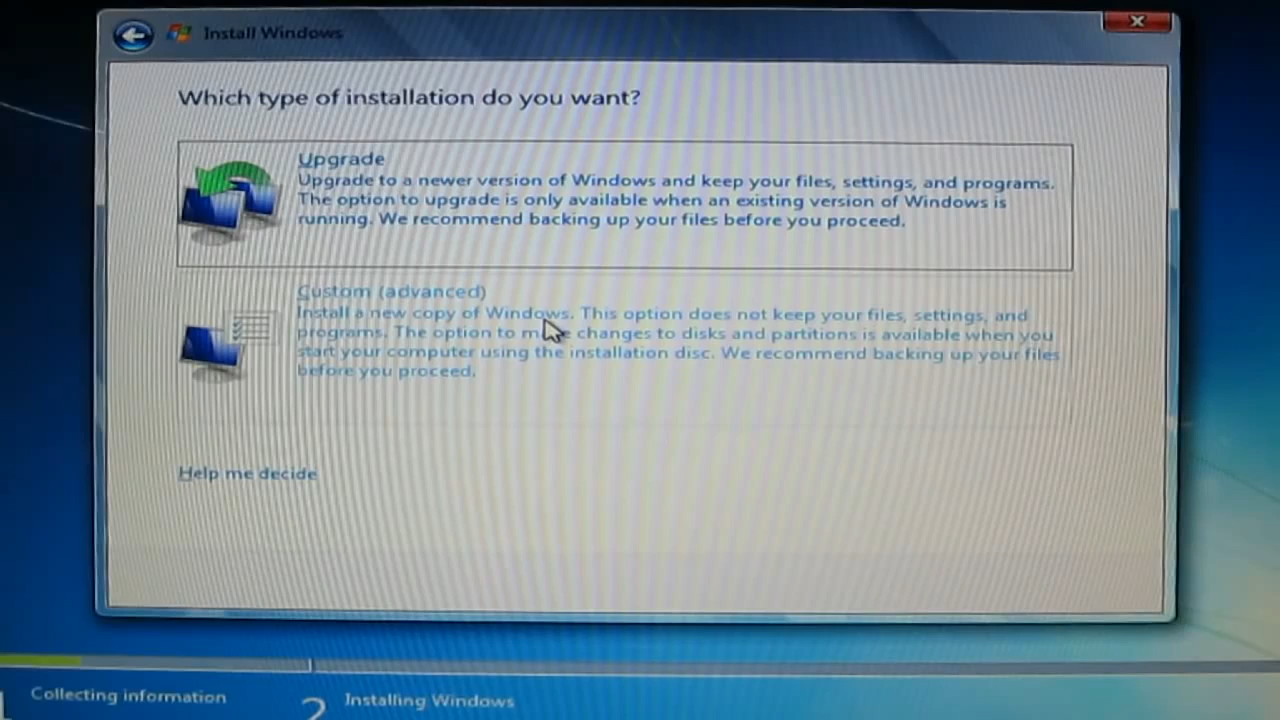 Install Windows
Which type of installation do you want?
Upgrade
Upgrade to a newer version of Windows and keep your files, settings, and programs.
The option to upgrade is only available when an existing version of Windows is
running. We recommend backing up your files before you proceed.
Custom (advanced)
Install a new copy of Windows. This option does not keep your files, settings, and
programs. The option to make changes to disks and partitions is available when you
start your computer using the installation disc. We recommend backing up your files
before you proceed.
Help me decide
1 Collecting information
2 Installing Windows